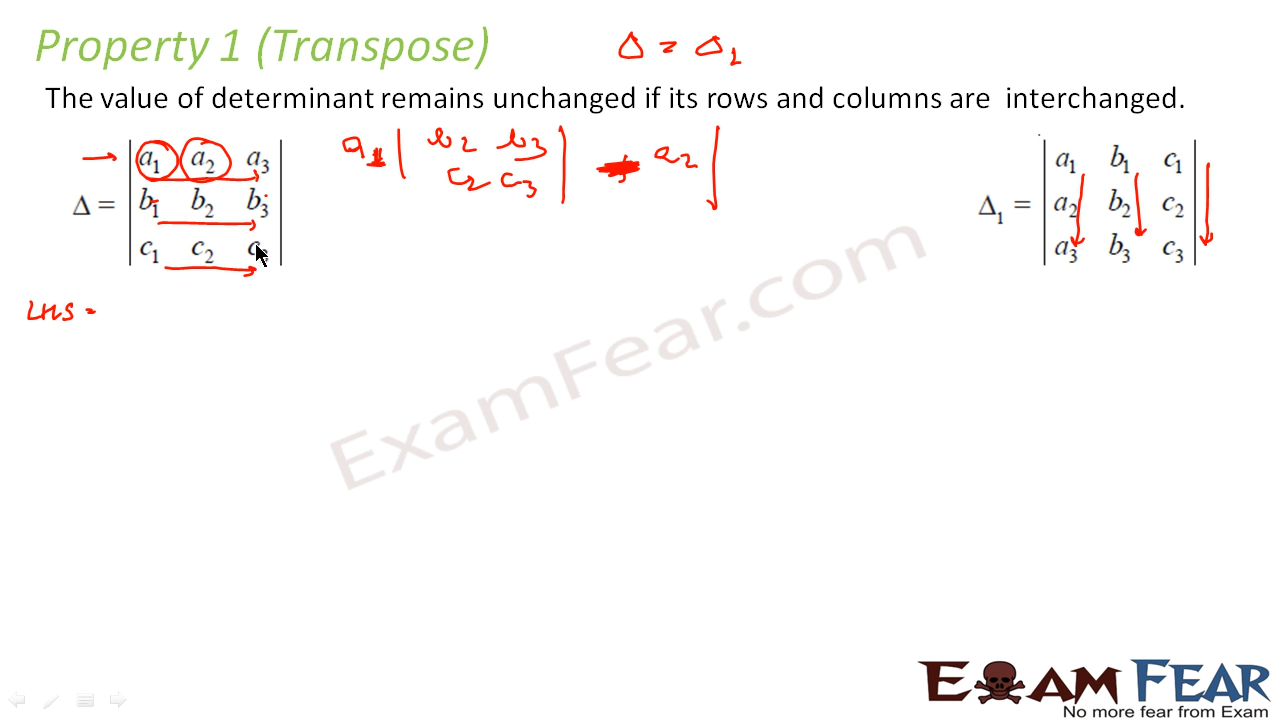 Property 1 (Transpose)
Δ = Δ₁
The value of determinant remains unchanged if its rows and columns are interchanged.
Δ = | a₁ a₂ a₃ |
| b₁ b₂ b₃ |
| c₁ c₂ |
a₁ | b₂ b₃ |
| c₂ c₃ |
a₂ |
Δ₁ = | a₁ b₁ c₁ |
| a₂ b₂ c₂ |
| a₃ b₃ c₃ |
LHS =
ExamFear.com
EXAM FEAR
No more fear from Exam